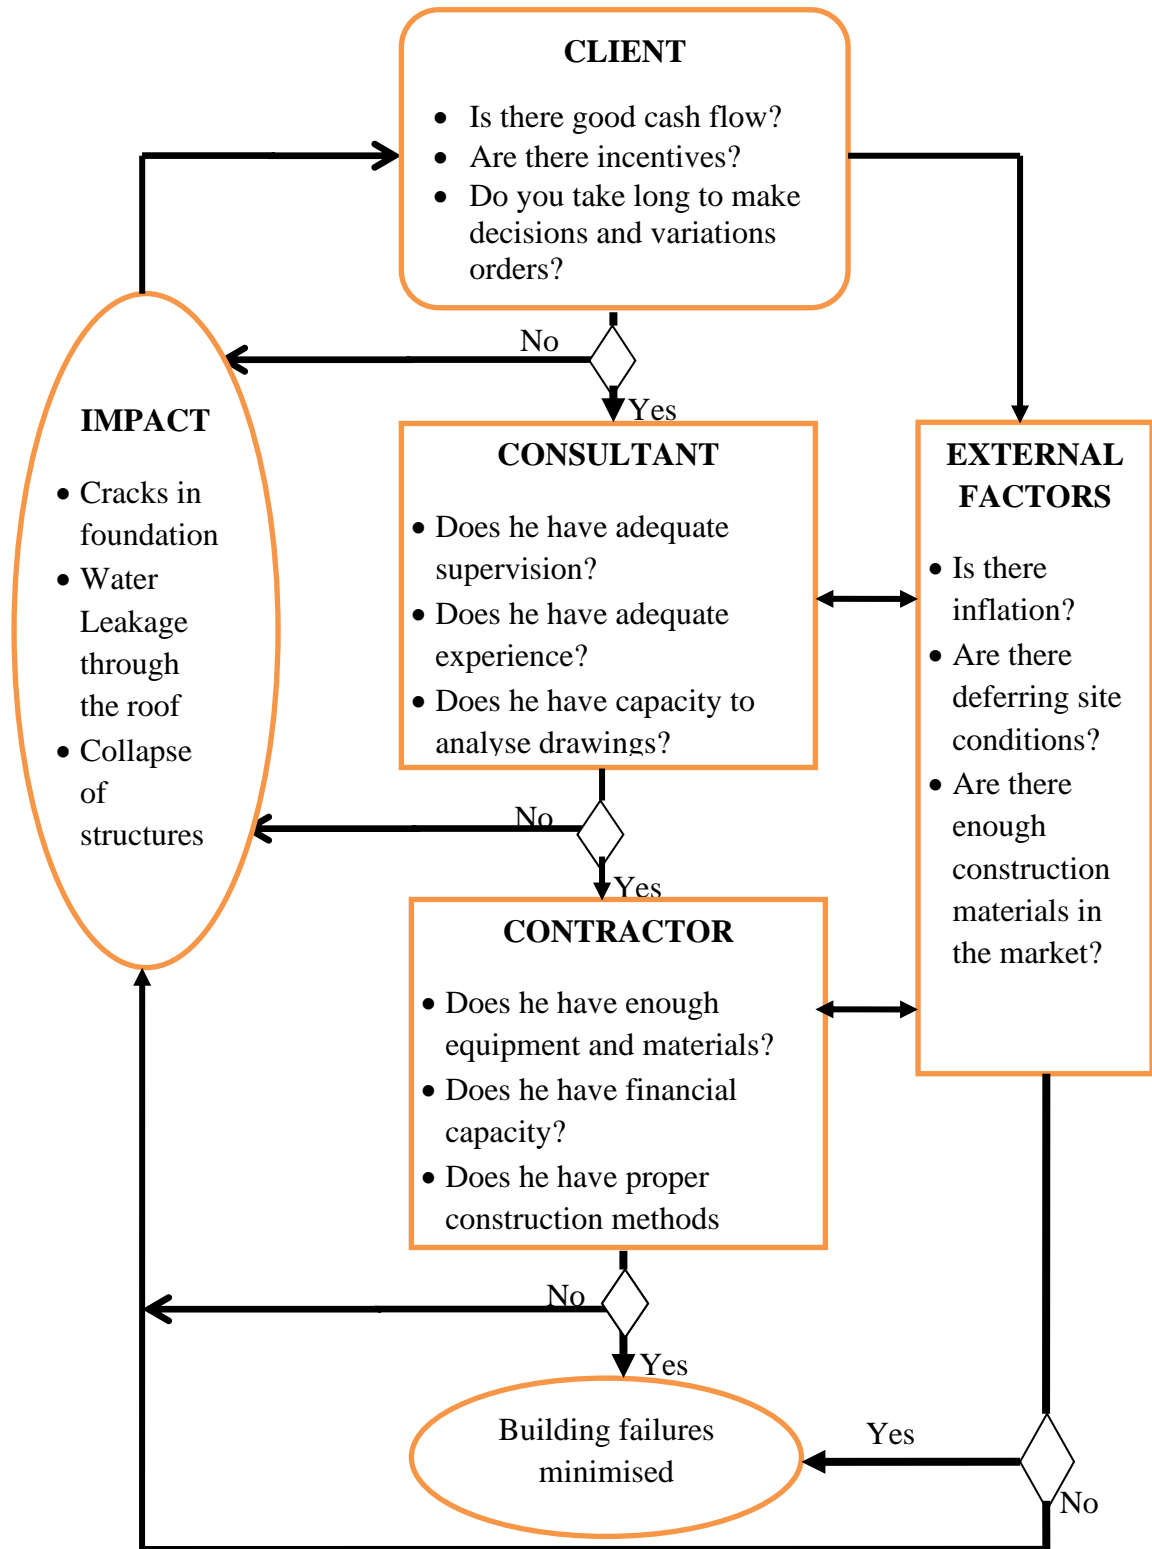 CLIENT
• Is there good cash flow?
• Are there incentives?
• Do you take long to make
decisions and variations
orders?
No
Yes
IMPACT
• Cracks in
foundation
• Water
Leakage
through
the roof
• Collapse
of
structures
CONSULTANT
• Does he have adequate
supervision?
• Does he have adequate
experience?
• Does he have capacity to
analyse drawings?
EXTERNAL
FACTORS
• Is there
inflation?
• Are there
deferring site
conditions?
• Are there
enough
construction
materials in
the market?
No
Yes
CONTRACTOR
• Does he have enough
equipment and materials?
• Does he have financial
capacity?
• Does he have proper
construction methods
No
Yes
Building failures
minimised
Yes
No